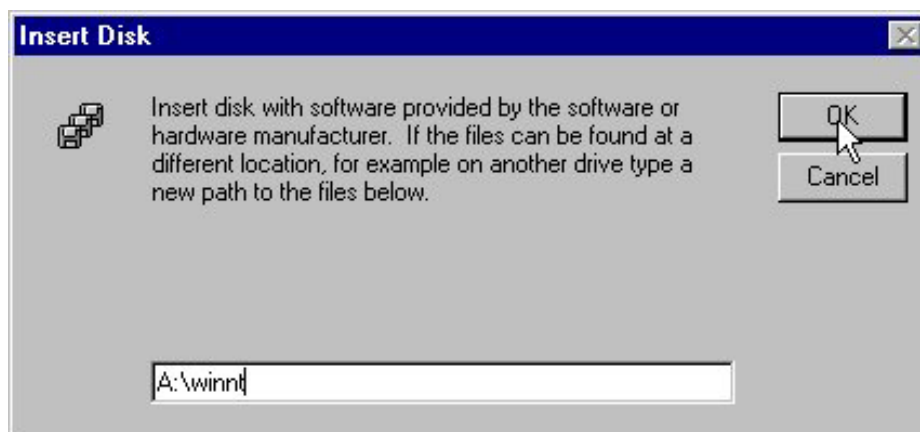 Insert Disk
Insert disk with software provided by the software or
hardware manufacturer.  If the files can be found at a
different location, for example on another drive type a
new path to the files below.
OK
Cancel
A:\winnt